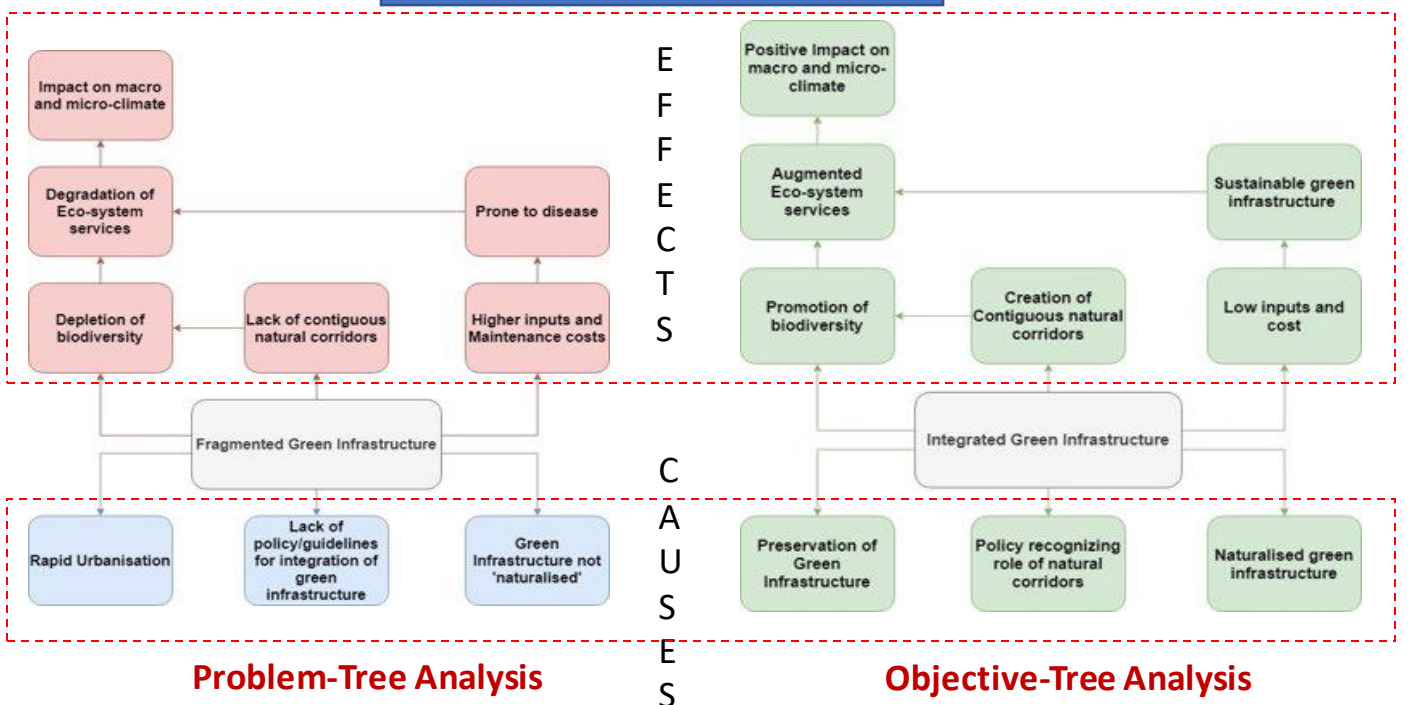 Impact on macro
and micro-climate
Degradation of
Eco-system
services
Prone to disease
Depletion of
biodiversity
Lack of contiguous
natural corridors
Higher inputs and
Maintenance costs
Fragmented Green Infrastructure
Rapid Urbanisation
Lack of
policy/guidelines
for integration of
green
infrastructure
Green
Infrastructure not
'naturalised'
Problem-Tree Analysis
E
F
F
E
C
T
S
C
A
U
S
E
S
Positive Impact on
macro and micro-
climate
Augmented
Eco-system
services
Sustainable green
infrastructure
Promotion of
biodiversity
Creation of
Contiguous natural
corridors
Low inputs and
cost
Integrated Green Infrastructure
Preservation of
Green
Infrastructure
Policy recognizing
role of natural
corridors
Naturalised green
infrastructure
Objective-Tree Analysis